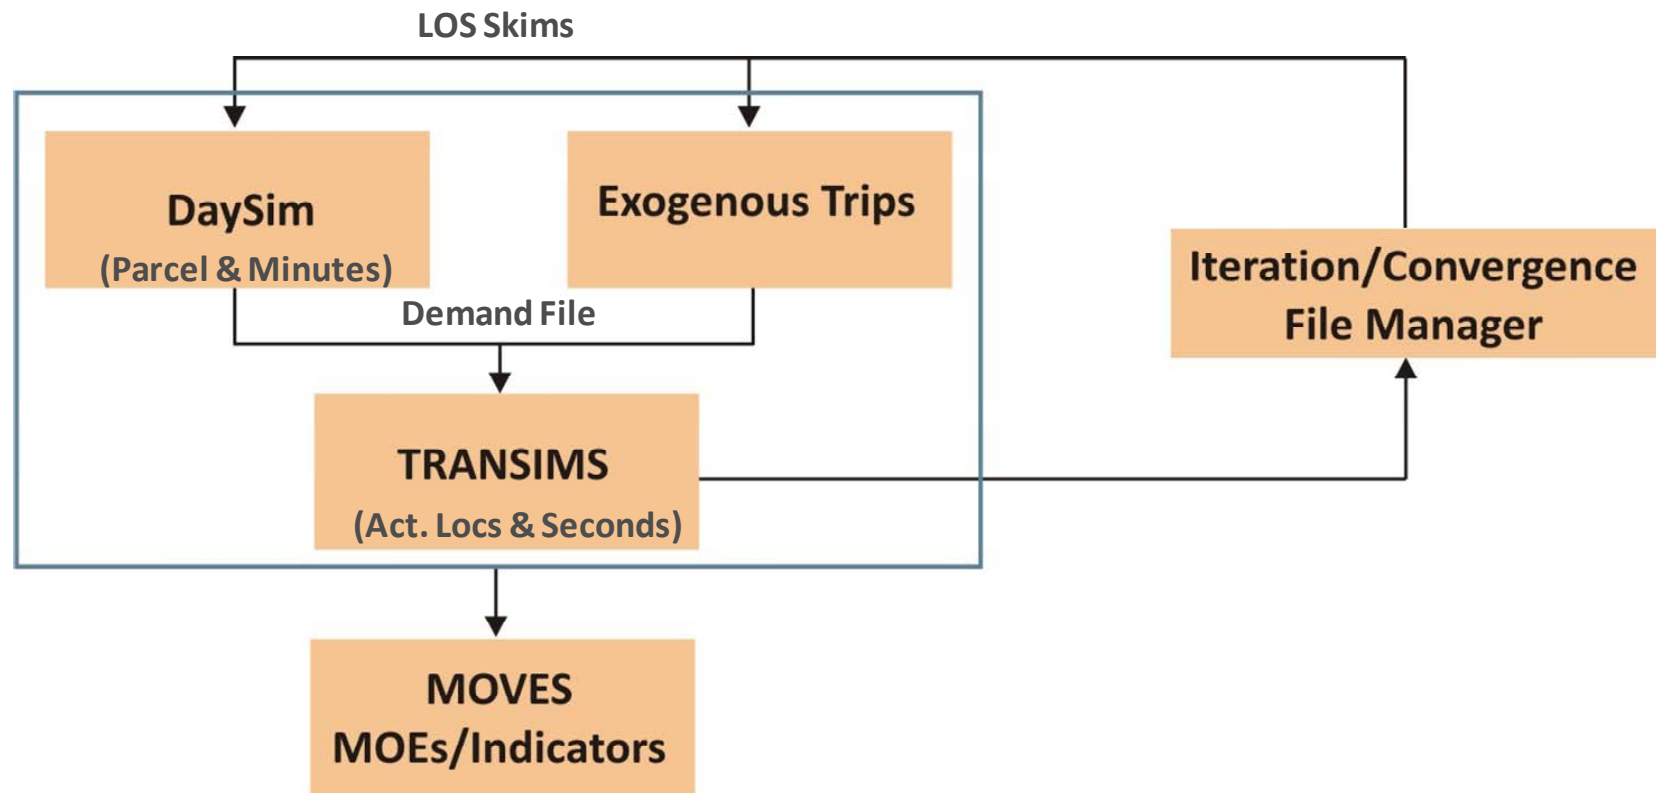 LOS Skims
DaySim
(Parcel & Minutes)
Exogenous Trips
Iteration/Convergence
File Manager
Demand File
TRANSIMS
(Act. Locs & Seconds)
MOVES
MOEs/Indicators